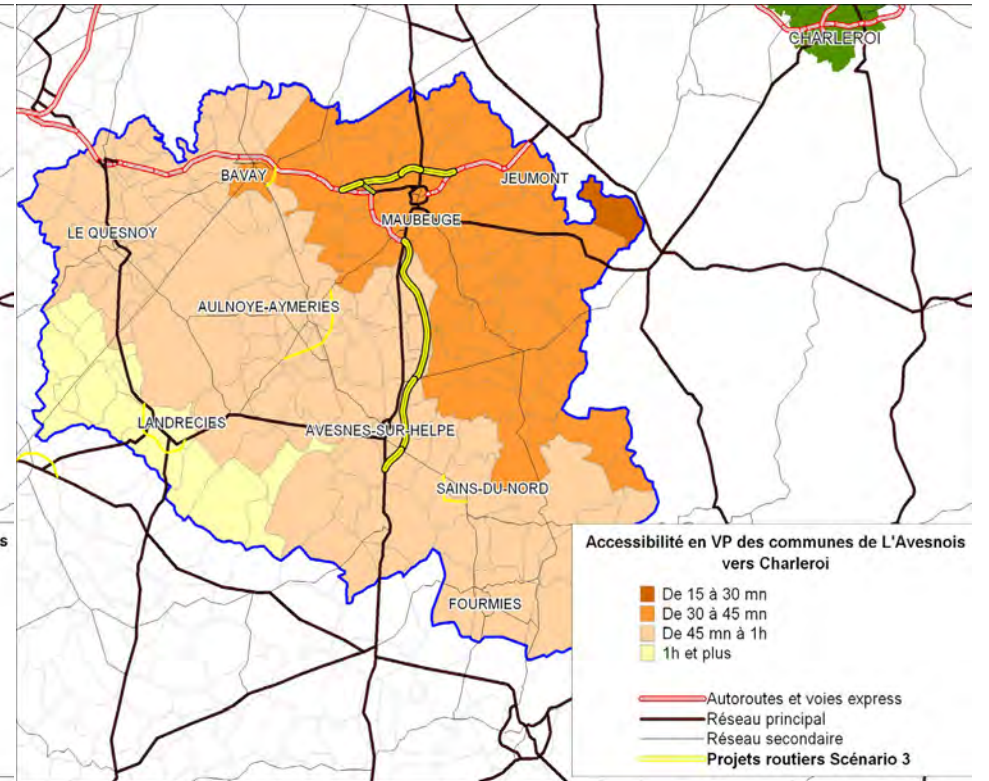 CHARLEROI
BAVAY
JEUMONT
MAUBEUGE
LE QUESNOY
AULNOYE-AYMERIES
LANDRECIES
AVESNES-SUR-HELPE
SAINS-DU-NORD
FOURMIES
s
Accessibilité en VP des communes de L'Avesnois
vers Charleroi
De 15 à 30 mn
De 30 à 45 mn
De 45 mn à 1h
1h et plus
Autoroutes et voies express
Réseau principal
Réseau secondaire
Projets routiers Scénario 3